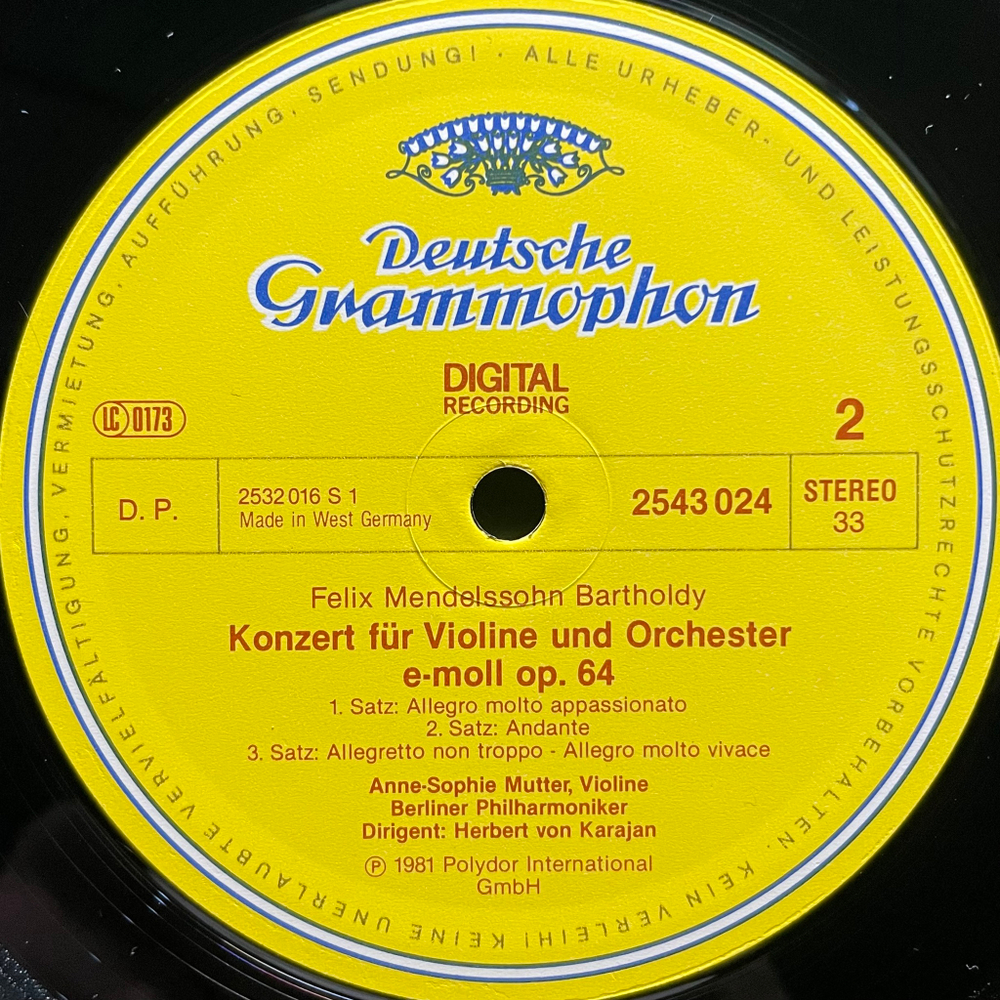 ALLE URHEBER- UND LEISTUNGSSCHUTZRECHTE VORBEHALTEN. KEIN VERLEIH! KEINE UNERLAUBTE VERVIELFÄLTIGUNG, VERMIETUNG, AUFFÜHRUNG, SENDUNG! ·
Deutsche
Grammophon
DIGITAL
RECORDING
LC 0173
2
D. P.
2532 016 S 1
Made in West Germany
2543 024
STEREO
33
Felix Mendelssohn Bartholdy
Konzert für Violine und Orchester
e-moll op. 64
1. Satz: Allegro molto appassionato
2. Satz: Andante
3. Satz: Allegretto non troppo - Allegro molto vivace
Anne-Sophie Mutter, Violine
Berliner Philharmoniker
Dirigent: Herbert von Karajan
℗ 1981 Polydor International
GmbH